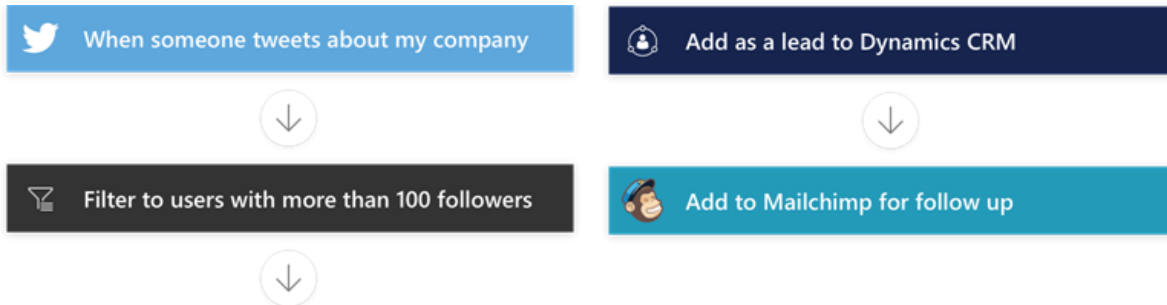 When someone tweets about my company
Filter to users with more than 100 followers
Add as a lead to Dynamics CRM
Add to Mailchimp for follow up